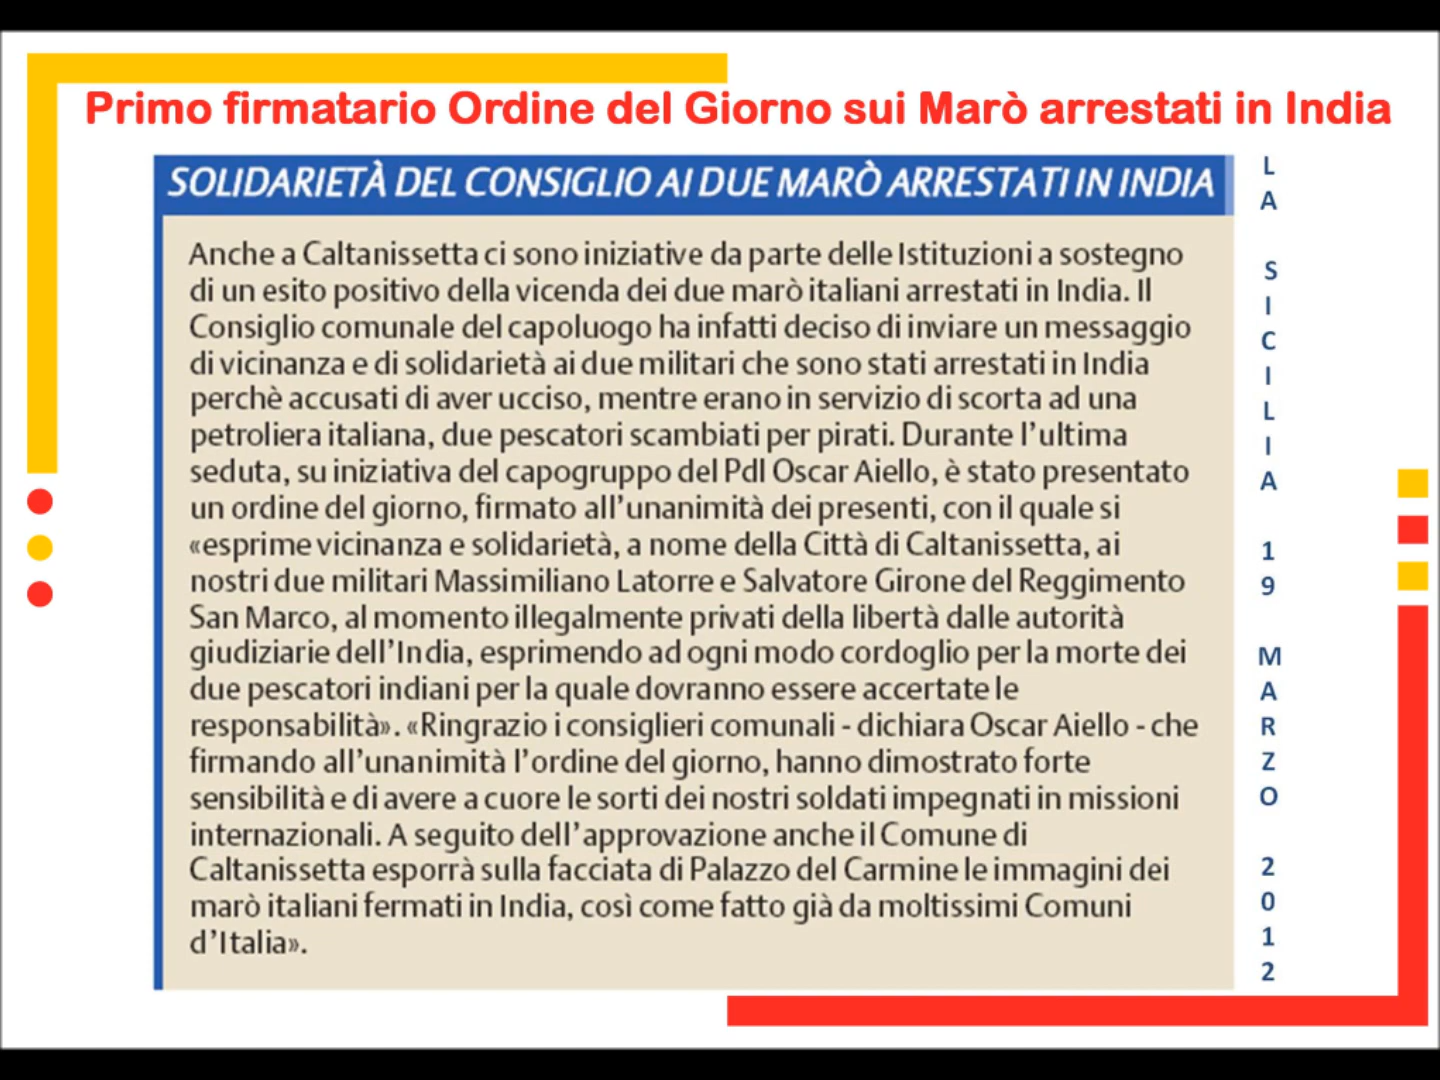 Primo firmatario Ordine del Giorno sui Marò arrestati in India
SOLIDARIETÀ DEL CONSIGLIO AI DUE MARÒ ARRESTATI IN INDIA
Anche a Caltanissetta ci sono iniziative da parte delle Istituzioni a sostegno
di un esito positivo della vicenda dei due marò italiani arrestati in India. Il
Consiglio comunale del capoluogo ha infatti deciso di inviare un messaggio
di vicinanza e di solidarietà ai due militari che sono stati arrestati in India
perchè accusati di aver ucciso, mentre erano in servizio di scorta ad una
petroliera italiana, due pescatori scambiati per pirati. Durante l'ultima
seduta, su iniziativa del capogruppo del Pdl Oscar Aiello, è stato presentato
un ordine del giorno, firmato all'unanimità dei presenti, con il quale si
«esprime vicinanza e solidarietà, a nome della Città di Caltanissetta, ai
nostri due militari Massimiliano Latorre e Salvatore Girone del Reggimento
San Marco, al momento illegalmente privati della libertà dalle autorità
giudiziarie dell'India, esprimendo ad ogni modo cordoglio per la morte dei
due pescatori indiani per la quale dovranno essere accertate le
responsabilità». «Ringrazio i consiglieri comunali - dichiara Oscar Aiello - che
firmando all'unanimità l'ordine del giorno, hanno dimostrato forte
sensibilità e di avere a cuore le sorti dei nostri soldati impegnati in missioni
internazionali. A seguito dell'approvazione anche il Comune di
Caltanissetta esporrà sulla facciata di Palazzo del Carmine le immagini dei
marò italiani fermati in India, così come fatto già da moltissimi Comuni
d'Italia».
LA SICILIA 19 MARZO 2012